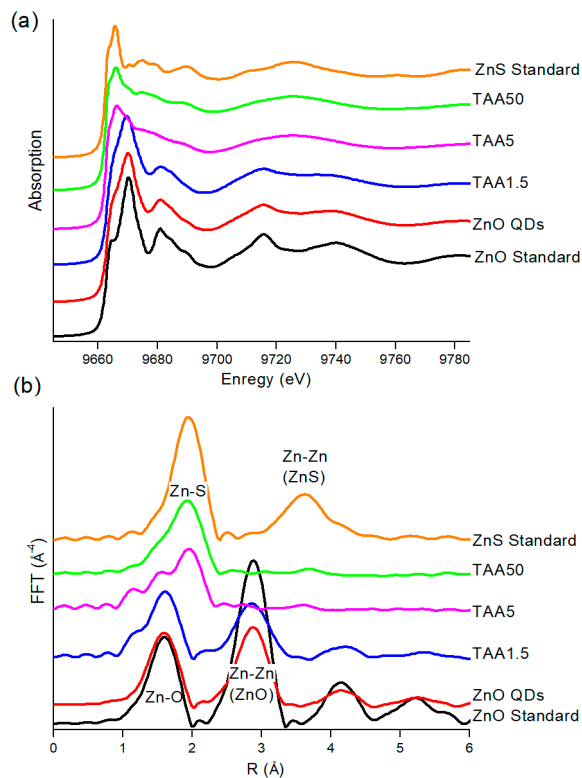 (a)
ZnS Standard
TAA50
TAA5
TAA1.5
ZnO QDs
ZnO Standard
Absorption
9660 9680 9700 9720 9740 9760 9780
Enregy (eV)
(b)
Zn-Zn
(ZnS)
Zn-S
ZnS Standard
TAA50
TAA5
TAA1.5
Zn-Zn
(ZnO)
Zn-O
ZnO QDs
ZnO Standard
FFT (Å-4)
0 1 2 3 4 5 6
R (Å)